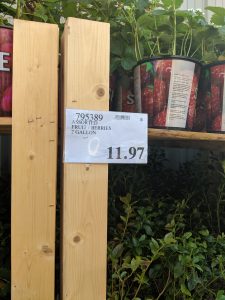 795389
ASSORTED
FRUIT - BERRIES
2 GALLON
11.97